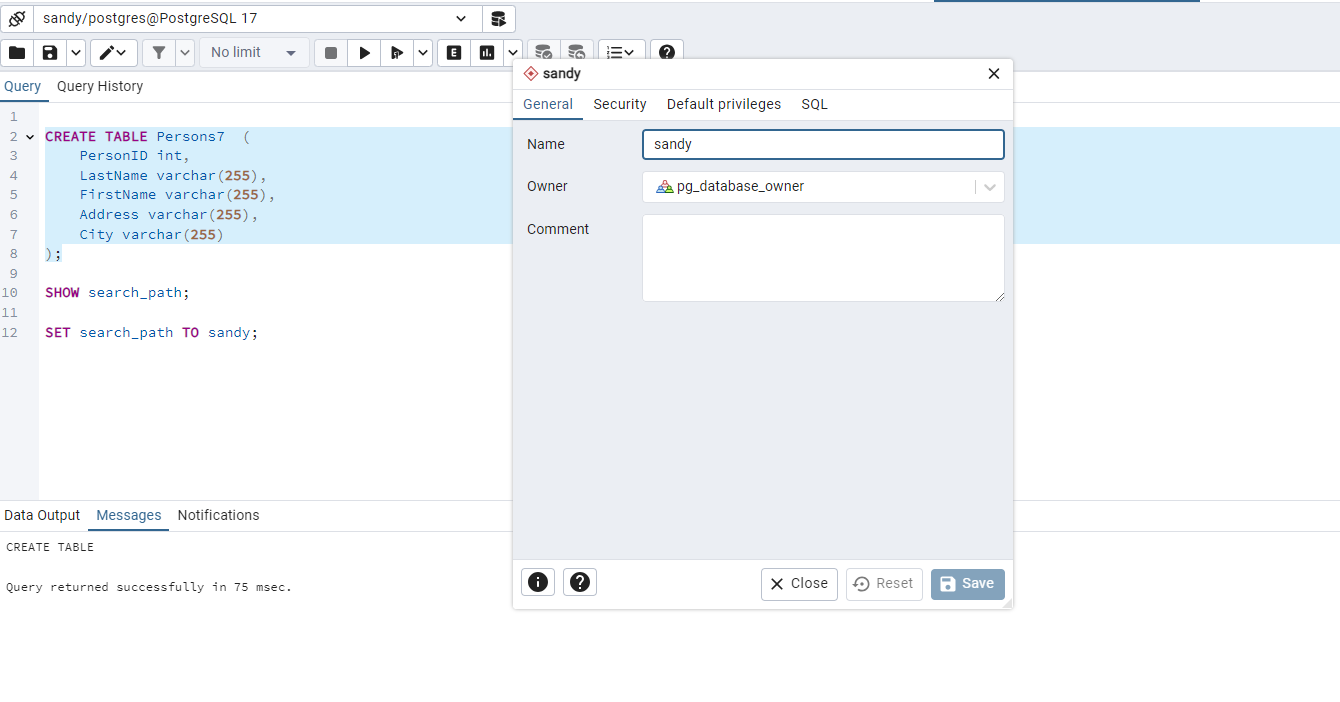 sandy/postgres@PostgreSQL 17
No limit
E
Query Query History
1
2 CREATE TABLE Persons7  (
3     PersonID int,
4     LastName varchar(255),
5     FirstName varchar(255),
6     Address varchar(255),
7     City varchar(255)
8 );
9
10 SHOW search_path;
11
12 SET search_path TO sandy;
sandy
General Security Default privileges SQL
Name sandy
Owner pg_database_owner
Comment
Close Reset Save
Data Output Messages Notifications
CREATE TABLE
Query returned successfully in 75 msec.